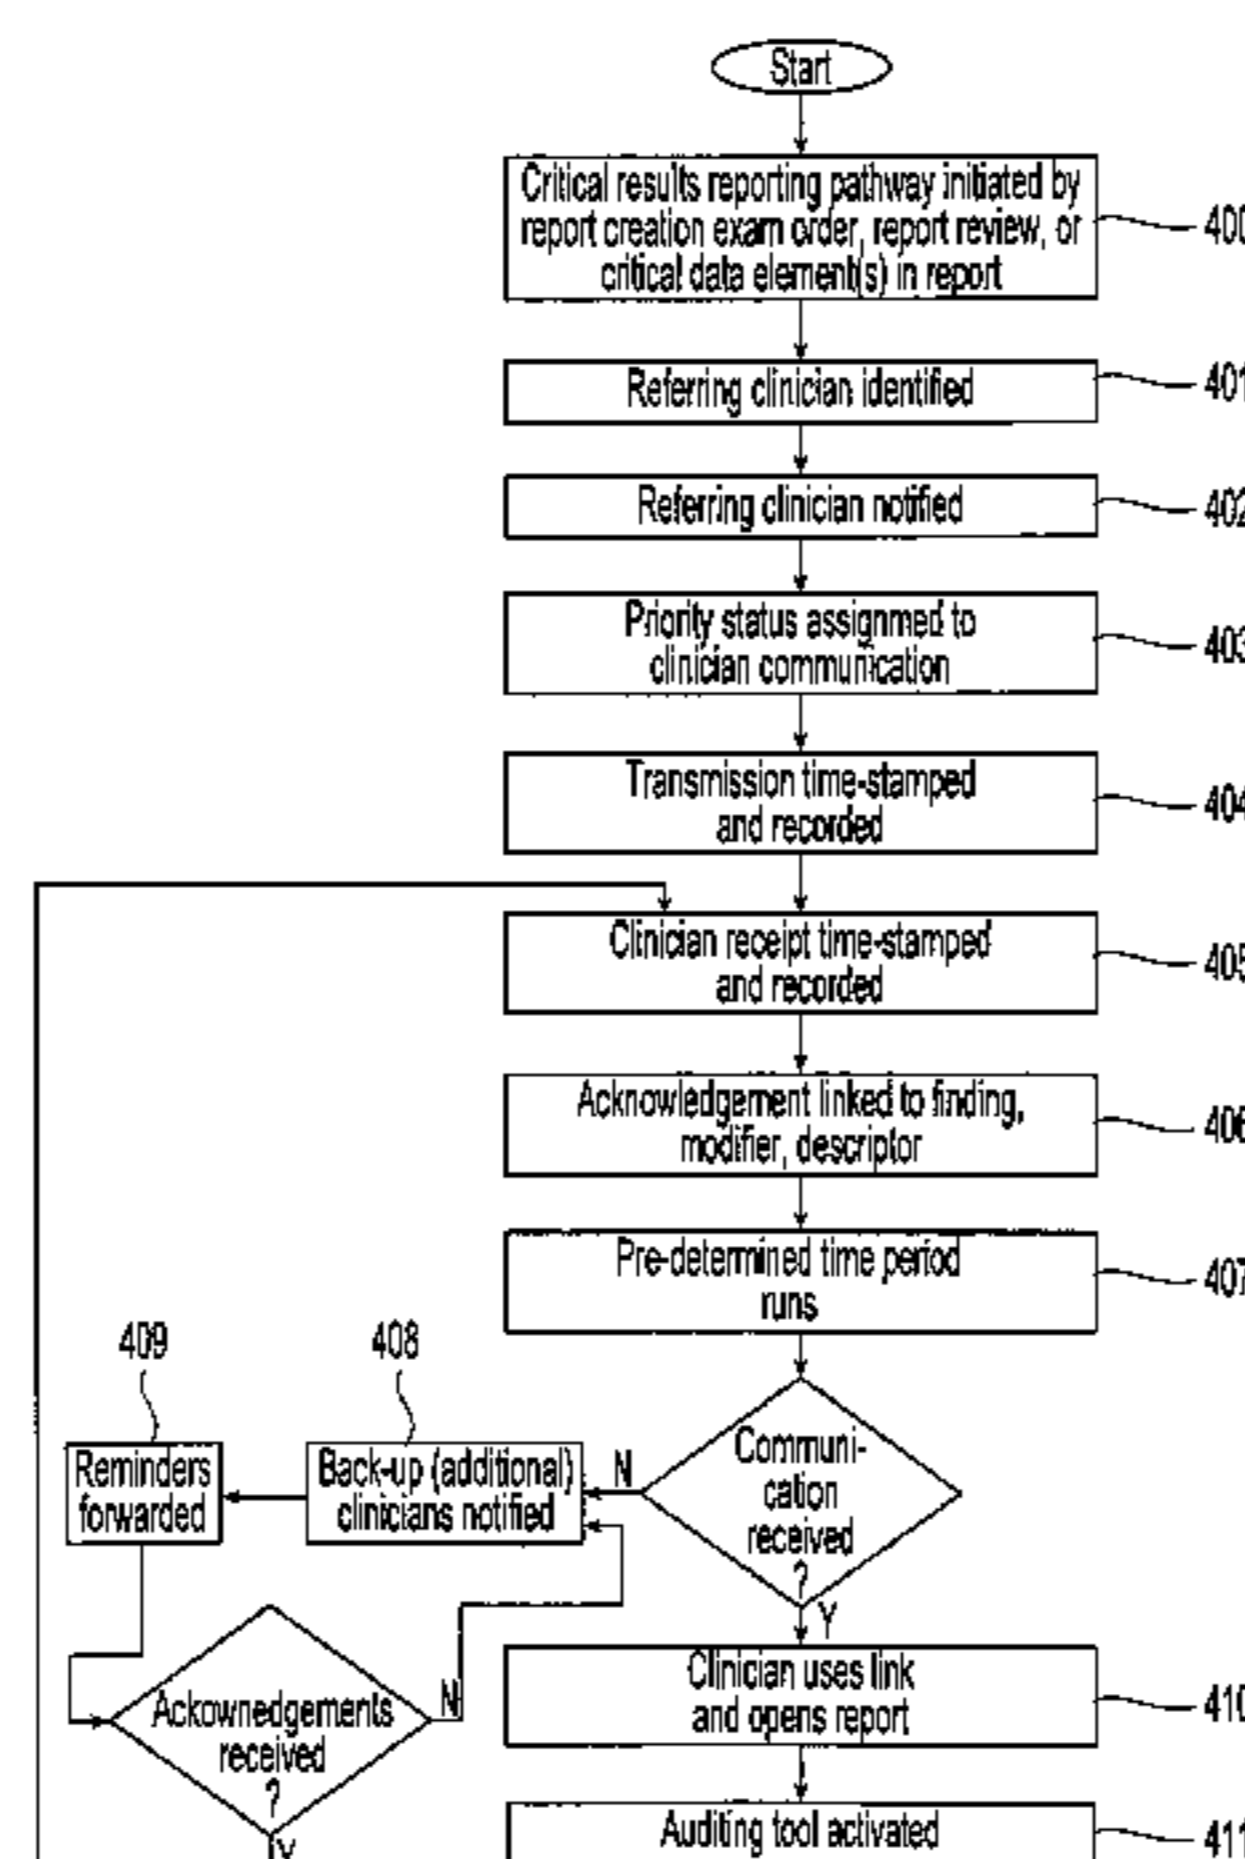 Start
Critical results reporting pathway initiated by
report creation exam order, report review, or
critical data element(s) in report
400
Referring clinician identified
401
Referring clinician notified
402
Priority status assignmed to
clinician communication
403
Transmission time-stamped
and recorded
404
Clinician receipt time-stamped
and recorded
405
Acknowledgement linked to finding,
modifier, descriptor
406
Pre-determined time period
runs
407
409
408
Reminders
forwarded
Back-up (additional)
clinicians notified
N
Communi-
cation
received
?
Y
Clinician uses link
and opens report
410
Ackownedgements
received
?
N
Y
Auditing tool activated
411